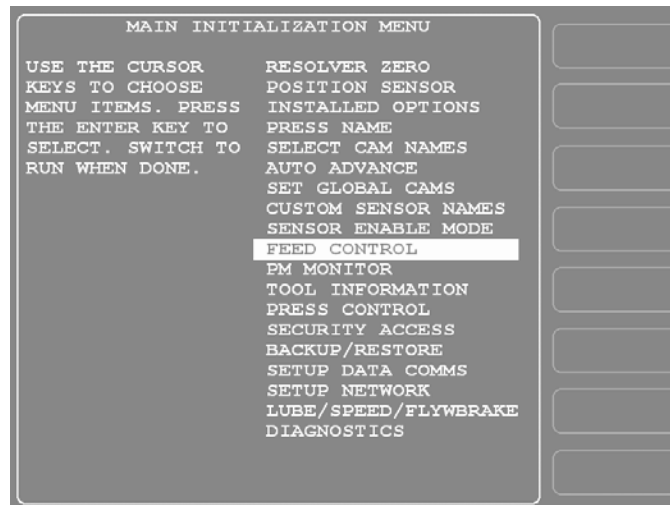 MAIN INITIALIZATION MENU
USE THE CURSOR
KEYS TO CHOOSE
MENU ITEMS. PRESS
THE ENTER KEY TO
SELECT. SWITCH TO
RUN WHEN DONE.
RESOLVER ZERO
POSITION SENSOR
INSTALLED OPTIONS
PRESS NAME
SELECT CAM NAMES
AUTO ADVANCE
SET GLOBAL CAMS
CUSTOM SENSOR NAMES
SENSOR ENABLE MODE
FEED CONTROL
PM MONITOR
TOOL INFORMATION
PRESS CONTROL
SECURITY ACCESS
BACKUP/RESTORE
SETUP DATA COMMS
SETUP NETWORK
LUBE/SPEED/FLYWBRAKE
DIAGNOSTICS